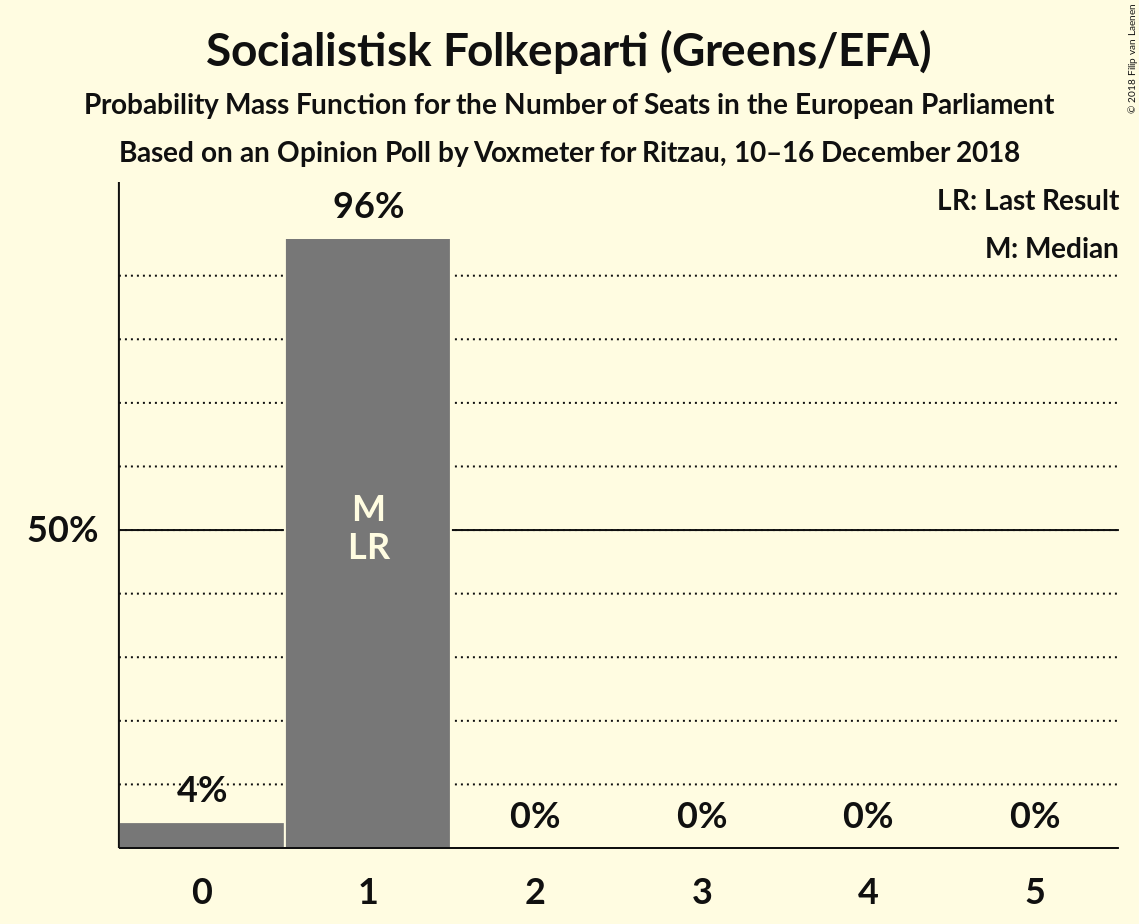 Socialistisk Folkeparti (Greens/EFA)
Probability Mass Function for the Number of Seats in the European Parliament
Based on an Opinion Poll by Voxmeter for Ritzau, 10–16 December 2018
© 2018 Filip van Laenen
LR: Last Result
M: Median
96%
M
LR
50%
4%
0%
0%
0%
0%
0
1
2
3
4
5